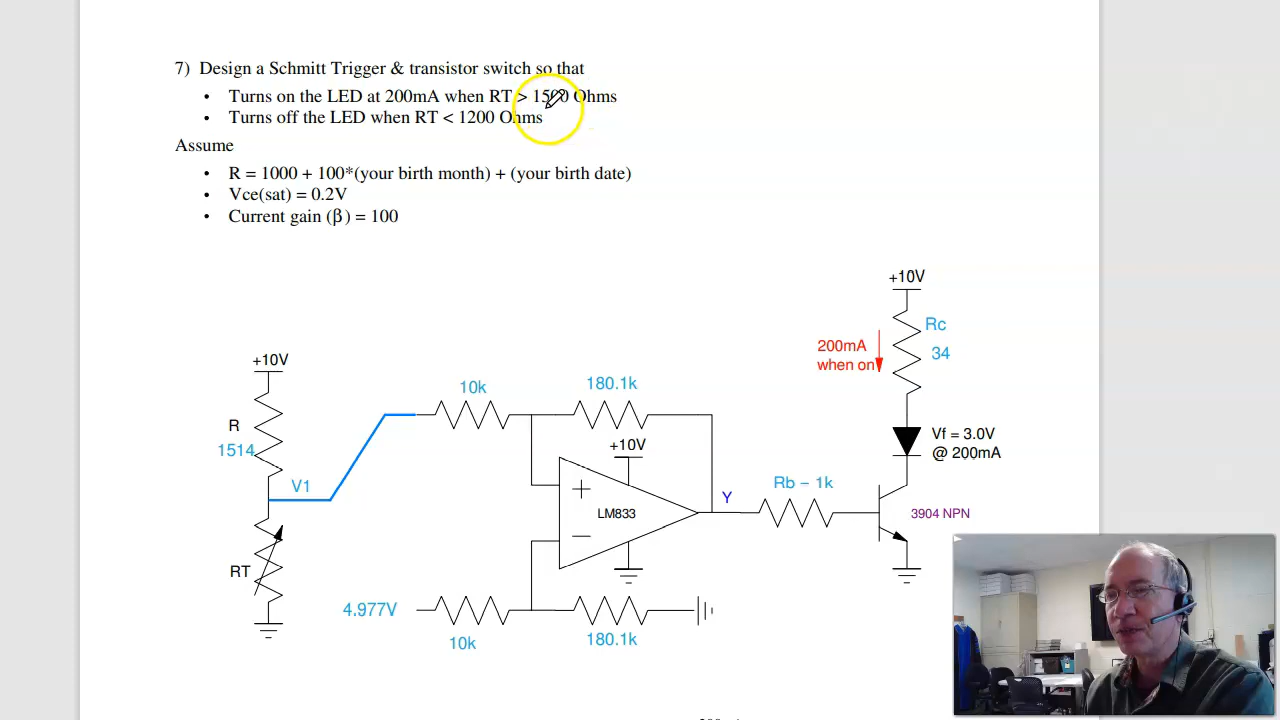 7) Design a Schmitt Trigger & transistor switch so that
• Turns on the LED at 200mA when RT > 1500 Ohms
• Turns off the LED when RT < 1200 Ohms
Assume
• R = 1000 + 100*(your birth month) + (your birth date)
• Vce(sat) = 0.2V
• Current gain (β) = 100
+10V
Rc
34
200mA
when on
+10V
10k
180.1k
R
1514
+10V
Vf = 3.0V
@ 200mA
V1
Rb - 1k
Y
LM833
3904 NPN
RT
4.977V
10k
180.1k